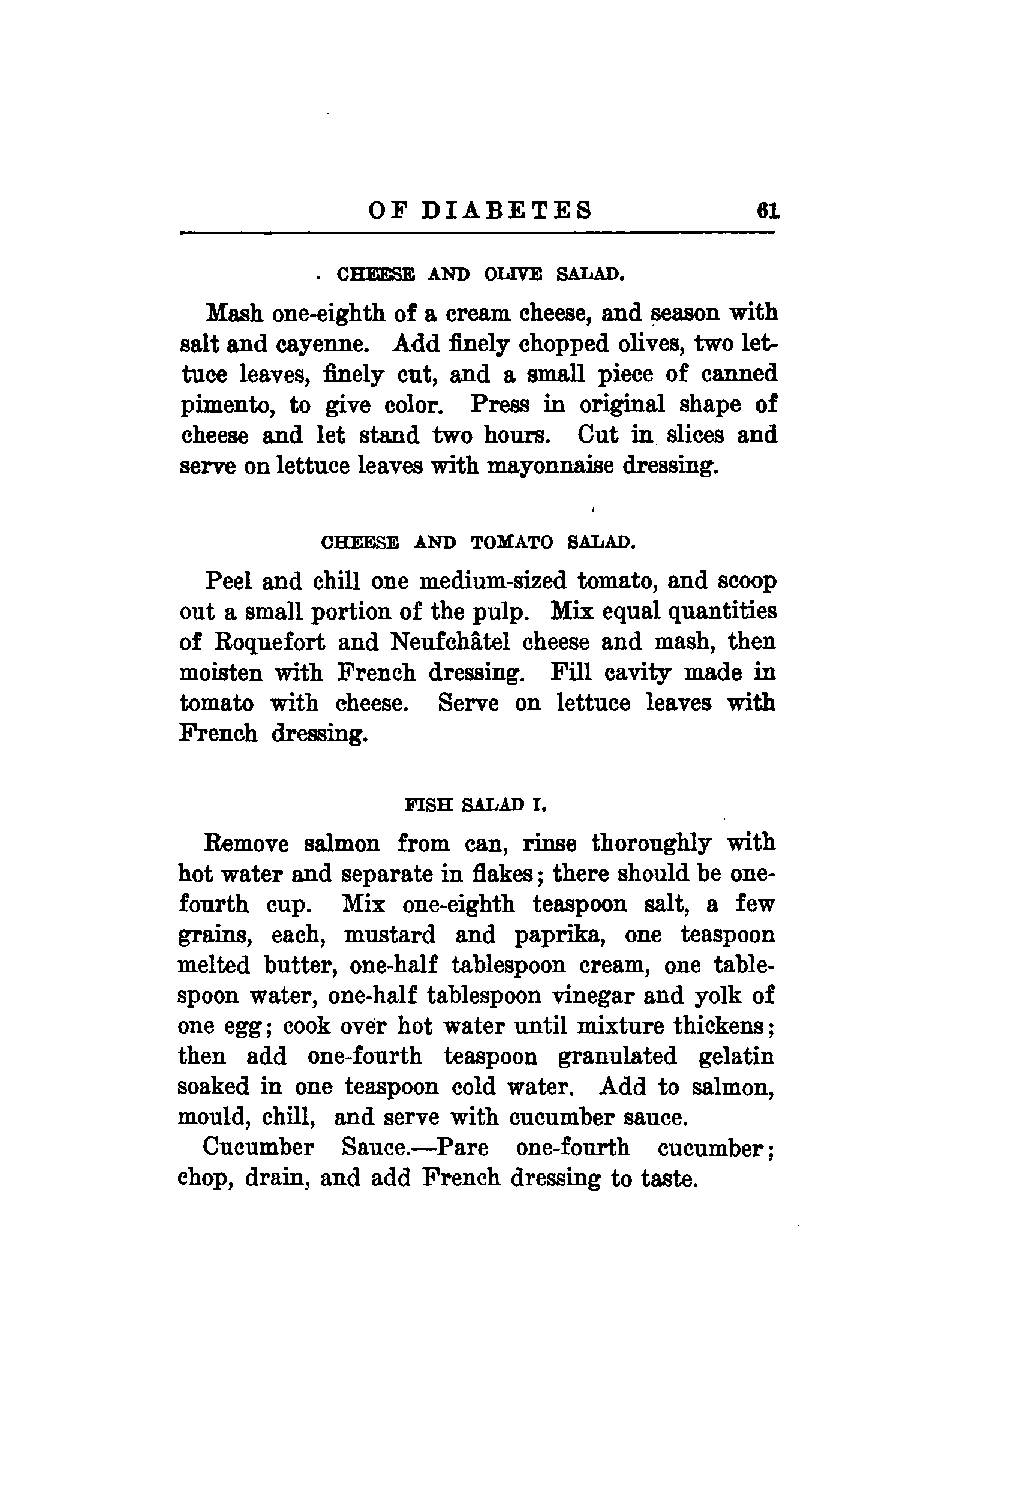 OF DIABETES 61
CHEESE AND OLIVE SALAD.
Mash one-eighth of a cream cheese, and season with
salt and cayenne. Add finely chopped olives, two let-
tuce leaves, finely cut, and a small piece of canned
pimento, to give color. Press in original shape of
cheese and let stand two hours. Cut in slices and
serve on lettuce leaves with mayonnaise dressing.
CHEESE AND TOMATO SALAD.
Peel and chill one medium-sized tomato, and scoop
out a small portion of the pulp. Mix equal quantities
of Roquefort and Neufchâtel cheese and mash, then
moisten with French dressing. Fill cavity made in
tomato with cheese. Serve on lettuce leaves with
French dressing.
FISH SALAD I.
Remove salmon from can, rinse thoroughly with
hot water and separate in flakes; there should be one-
fourth cup. Mix one-eighth teaspoon salt, a few
grains, each, mustard and paprika, one teaspoon
melted butter, one-half tablespoon cream, one table-
spoon water, one-half tablespoon vinegar and yolk of
one egg; cook over hot water until mixture thickens;
then add one-fourth teaspoon granulated gelatin
soaked in one teaspoon cold water. Add to salmon,
mould, chill, and serve with cucumber sauce.
Cucumber Sauce.—Pare one-fourth cucumber;
chop, drain, and add French dressing to taste.